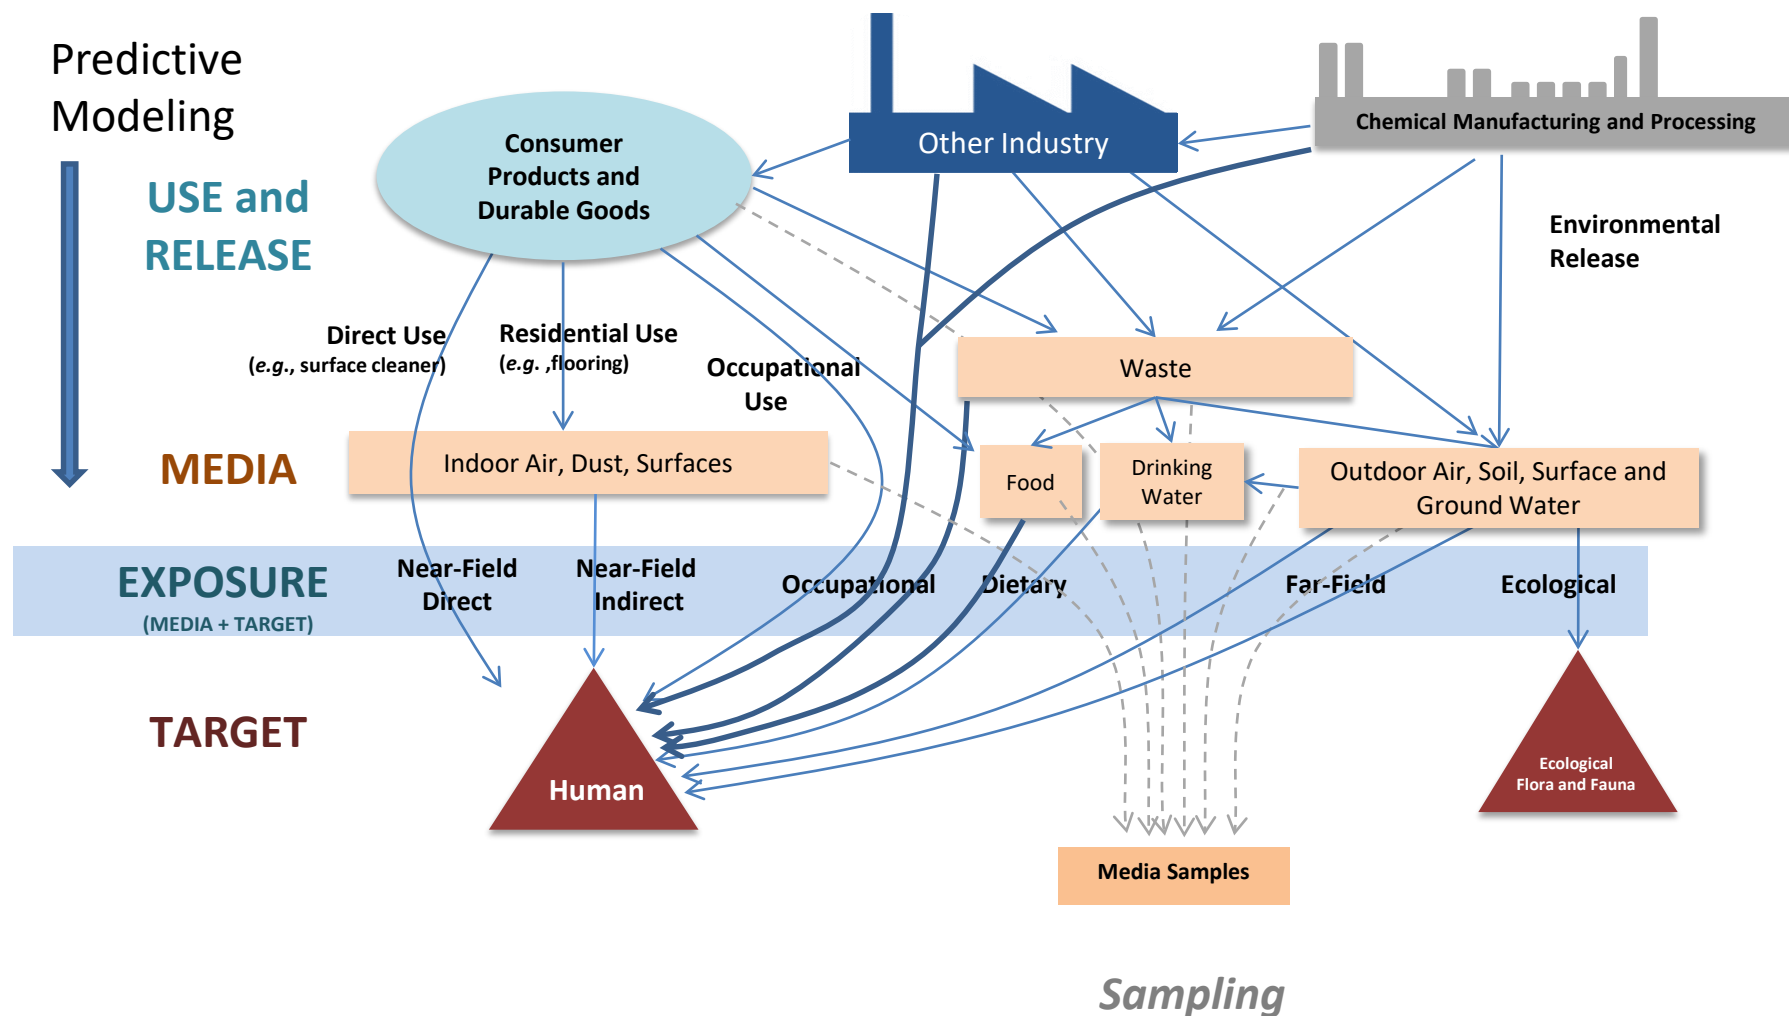 Predictive
Modeling
USE and
RELEASE
Consumer
Products and
Durable Goods
Other Industry
Chemical Manufacturing and Processing
Environmental
Release
Direct Use
(e.g., surface cleaner)
Residential Use
(e.g. ,flooring)
Occupational
Use
Waste
MEDIA
Indoor Air, Dust, Surfaces
Food
Drinking
Water
Outdoor Air, Soil, Surface and
Ground Water
EXPOSURE
(MEDIA + TARGET)
Near-Field
Direct
Near-Field
Indirect
Occupational
Dietary
Far-Field
Ecological
TARGET
Human
Ecological
Flora and Fauna
Media Samples
Sampling